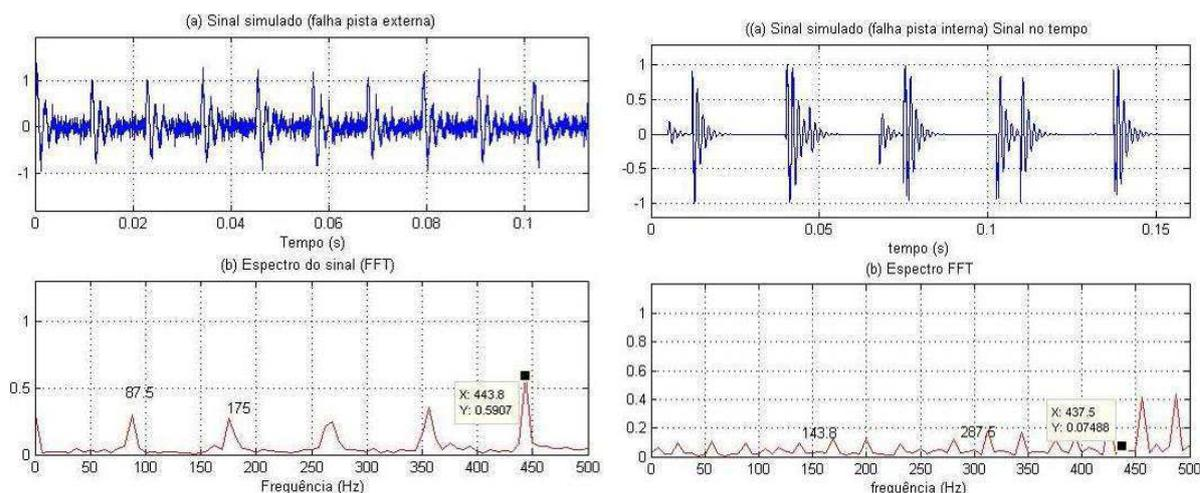 (a) Sinal simulado (falha pista externa)
1
0
-1
0 0.02 0.04 0.06 0.08 0.1
Tempo (s)
(b) Espectro do sinal (FFT)
1
0.5
0
87.5
175
X: 443.8
Y: 0.5907
0 50 100 150 200 250 300 350 400 450 500
Frequência (Hz)
((a) Sinal simulado (falha pista interna) Sinal no tempo
1
0.5
0
-0.5
-1
0 0.05 0.1 0.15
tempo (s)
(b) Espectro FFT
1
0.8
0.6
0.4
0.2
0
143.8
287.5
X: 437.5
Y: 0.07488
0 50 100 150 200 250 300 350 400 450 500
frequência (Hz)